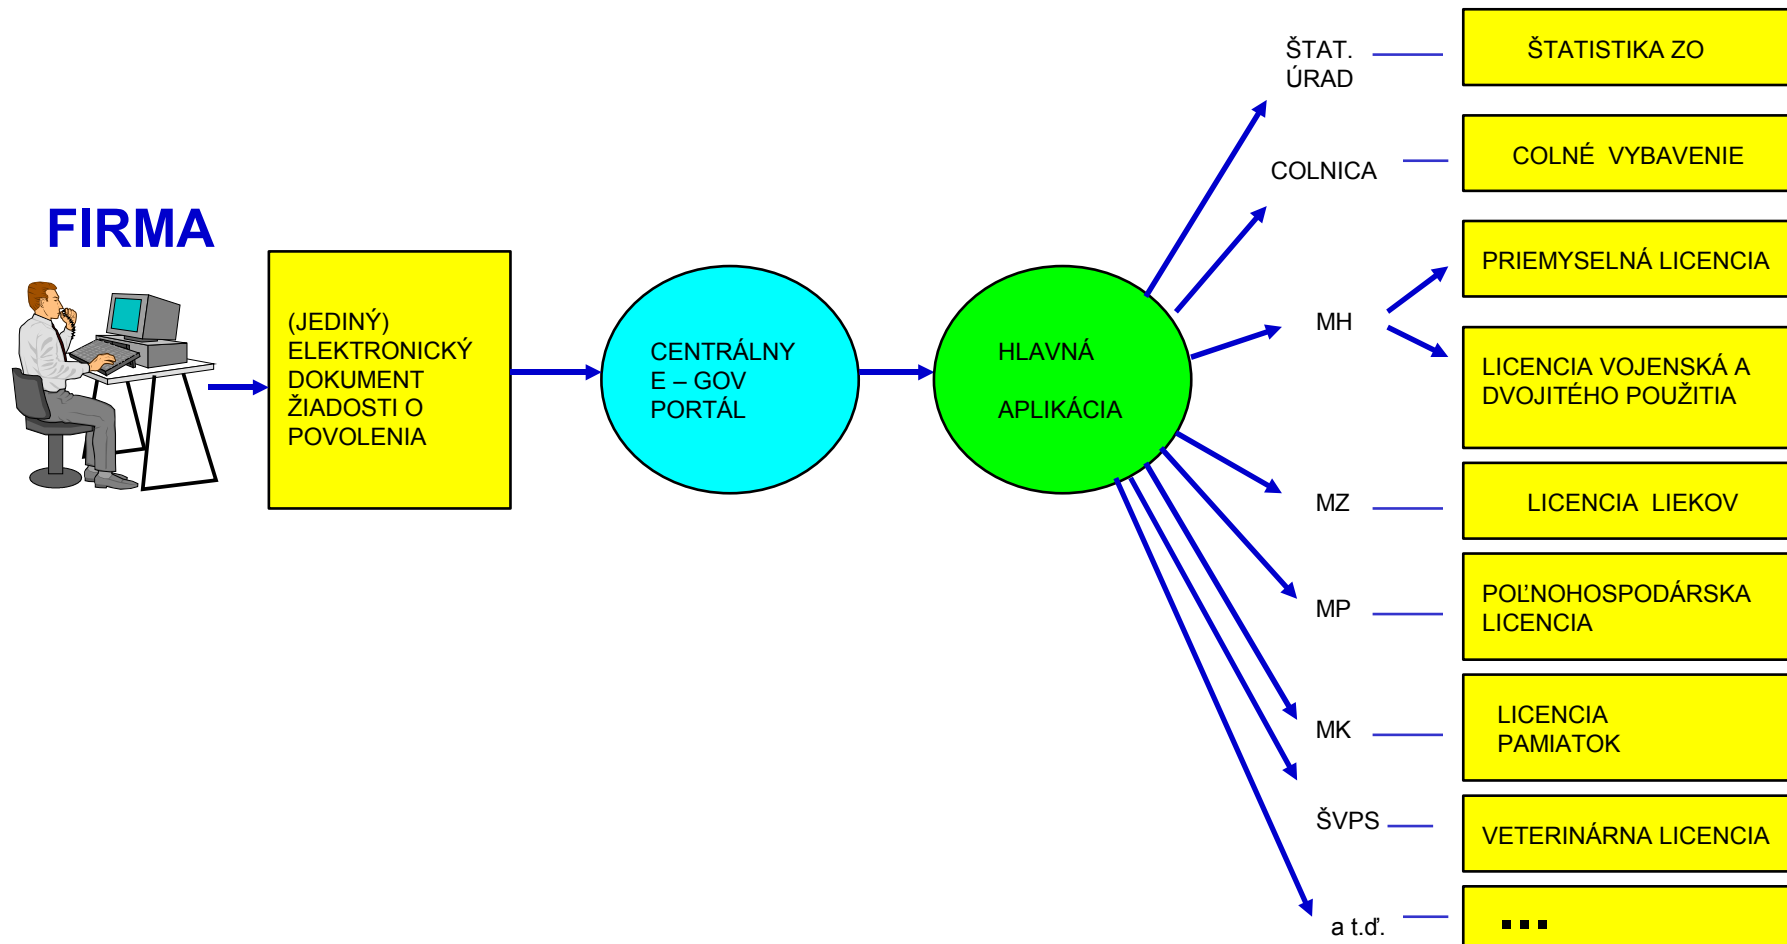 FIRMA
(JEDINÝ)
ELEKTRONICKÝ
DOKUMENT
ŽIADOSTI O
POVOLENIA
CENTRÁLNY
E – GOV
PORTÁL
HLAVNÁ
APLIKÁCIA
ŠTAT.
ÚRAD
ŠTATISTIKA ZO
COLNICA
COLNÉ VYBAVENIE
MH
PRIEMYSELNÁ LICENCIA
LICENCIA VOJENSKÁ A
DVOJITÉHO POUŽITIA
MZ
LICENCIA LIEKOV
MP
POĽNOHOSPODÁRSKA
LICENCIA
MK
LICENCIA
PAMIATOK
ŠVPS
VETERINÁRNA LICENCIA
a t.ď.
...